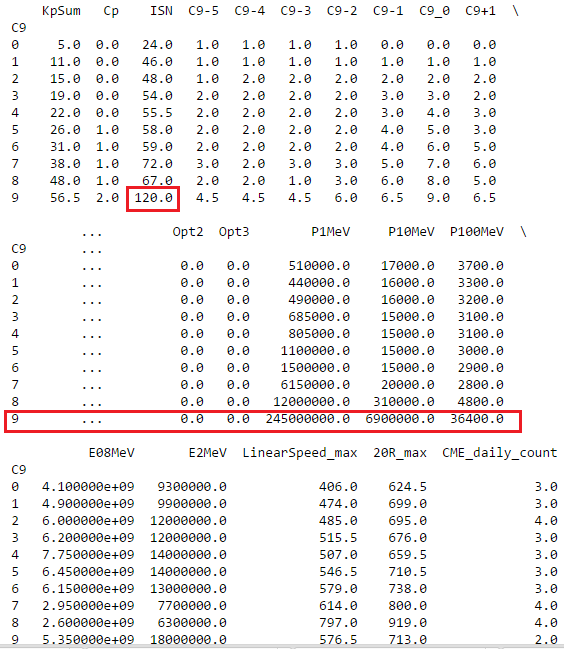 KpSum Cp ISN C9-5 C9-4 C9-3 C9-2 C9-1 C9_0 C9+1 \
C9
0 5.0 0.0 24.0 1.0 1.0 1.0 1.0 0.0 0.0 0.0
1 11.0 0.0 46.0 1.0 1.0 1.0 1.0 1.0 1.0 1.0
2 15.0 0.0 48.0 1.0 2.0 2.0 2.0 2.0 2.0 2.0
3 19.0 0.0 54.0 2.0 2.0 2.0 2.0 3.0 3.0 2.0
4 22.0 0.0 55.5 2.0 2.0 2.0 2.0 3.0 4.0 3.0
5 26.0 1.0 58.0 2.0 2.0 2.0 2.0 4.0 5.0 3.0
6 31.0 1.0 59.0 2.0 2.0 2.0 2.0 4.0 6.0 5.0
7 38.0 1.0 72.0 3.0 2.0 3.0 3.0 5.0 7.0 6.0
8 48.0 1.0 67.0 2.0 2.0 1.0 3.0 6.0 8.0 5.0
9 56.5 2.0 120.0 4.5 4.5 4.5 6.0 6.5 9.0 6.5
... Opt2 Opt3 P1MeV P10MeV P100MeV \
C9 ...
0 ... 0.0 0.0 510000.0 17000.0 3700.0
1 ... 0.0 0.0 440000.0 16000.0 3300.0
2 ... 0.0 0.0 490000.0 16000.0 3200.0
3 ... 0.0 0.0 685000.0 15000.0 3100.0
4 ... 0.0 0.0 805000.0 15000.0 3100.0
5 ... 0.0 0.0 1100000.0 15000.0 3000.0
6 ... 0.0 0.0 1500000.0 15000.0 2900.0
7 ... 0.0 0.0 6150000.0 20000.0 2800.0
8 ... 0.0 0.0 12000000.0 310000.0 4800.0
9 ... 0.0 0.0 245000000.0 6900000.0 36400.0
E08MeV E2MeV LinearSpeed_max 20R_max CME_daily_count
C9
0 4.100000e+09 9300000.0 406.0 624.5 3.0
1 4.900000e+09 9900000.0 474.0 699.0 3.0
2 6.000000e+09 12000000.0 485.0 695.0 4.0
3 6.200000e+09 12000000.0 515.5 676.0 3.0
4 7.750000e+09 14000000.0 507.0 659.5 3.0
5 6.450000e+09 14000000.0 546.5 710.5 3.0
6 6.150000e+09 13000000.0 579.0 738.0 3.0
7 2.950000e+09 7700000.0 614.0 800.0 4.0
8 2.600000e+09 6300000.0 797.0 919.0 4.0
9 5.350000e+09 18000000.0 576.5 713.0 2.0